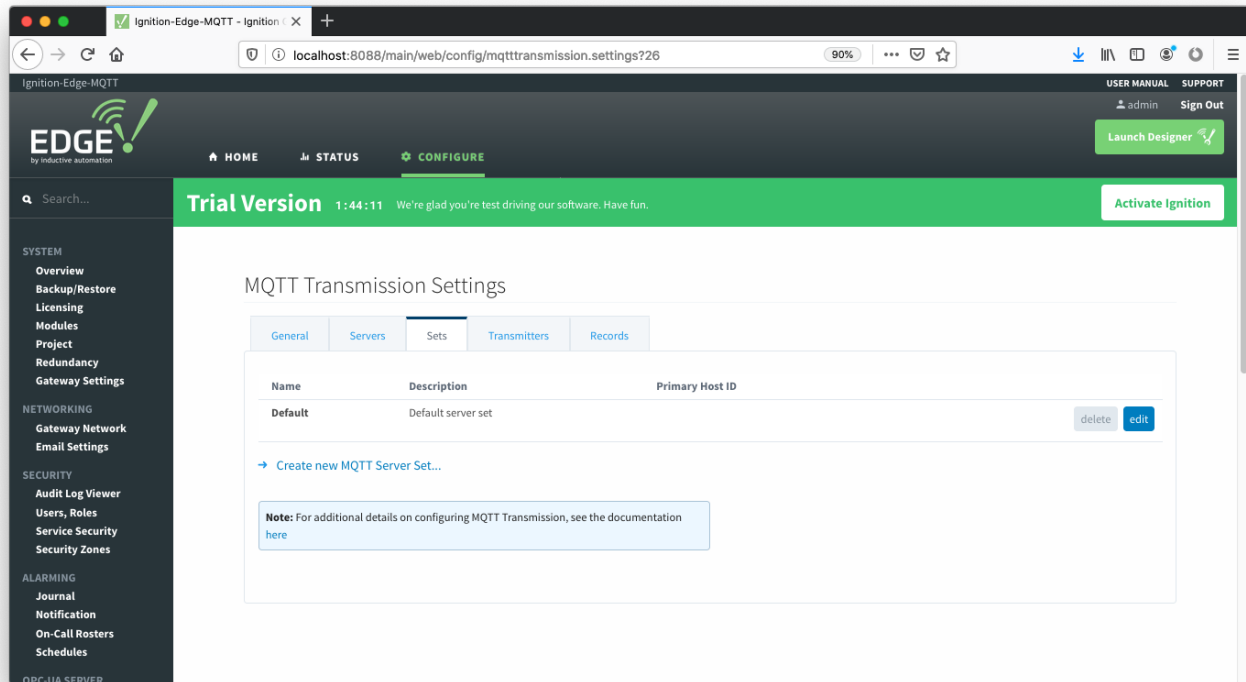 Ignition-Edge-MQTT - Ignition
localhost:8088/main/web/config/mqtttransmission.settings?26
90%
Ignition-Edge-MQTT
USER MANUAL SUPPORT
admin Sign Out
EDGE!
by inductive automation
HOME STATUS CONFIGURE
Launch Designer
Search...
Trial Version 1:44:11 We're glad you're test driving our software. Have fun.
Activate Ignition
SYSTEM
Overview
Backup/Restore
Licensing
Modules
Project
Redundancy
Gateway Settings
NETWORKING
Gateway Network
Email Settings
SECURITY
Audit Log Viewer
Users, Roles
Service Security
Security Zones
ALARMING
Journal
Notification
On-Call Rosters
Schedules
OPC-UA SERVER
MQTT Transmission Settings
General Servers Sets Transmitters Records
Name Description Primary Host ID
Default Default server set
delete edit
→ Create new MQTT Server Set...
Note: For additional details on configuring MQTT Transmission, see the documentation
here